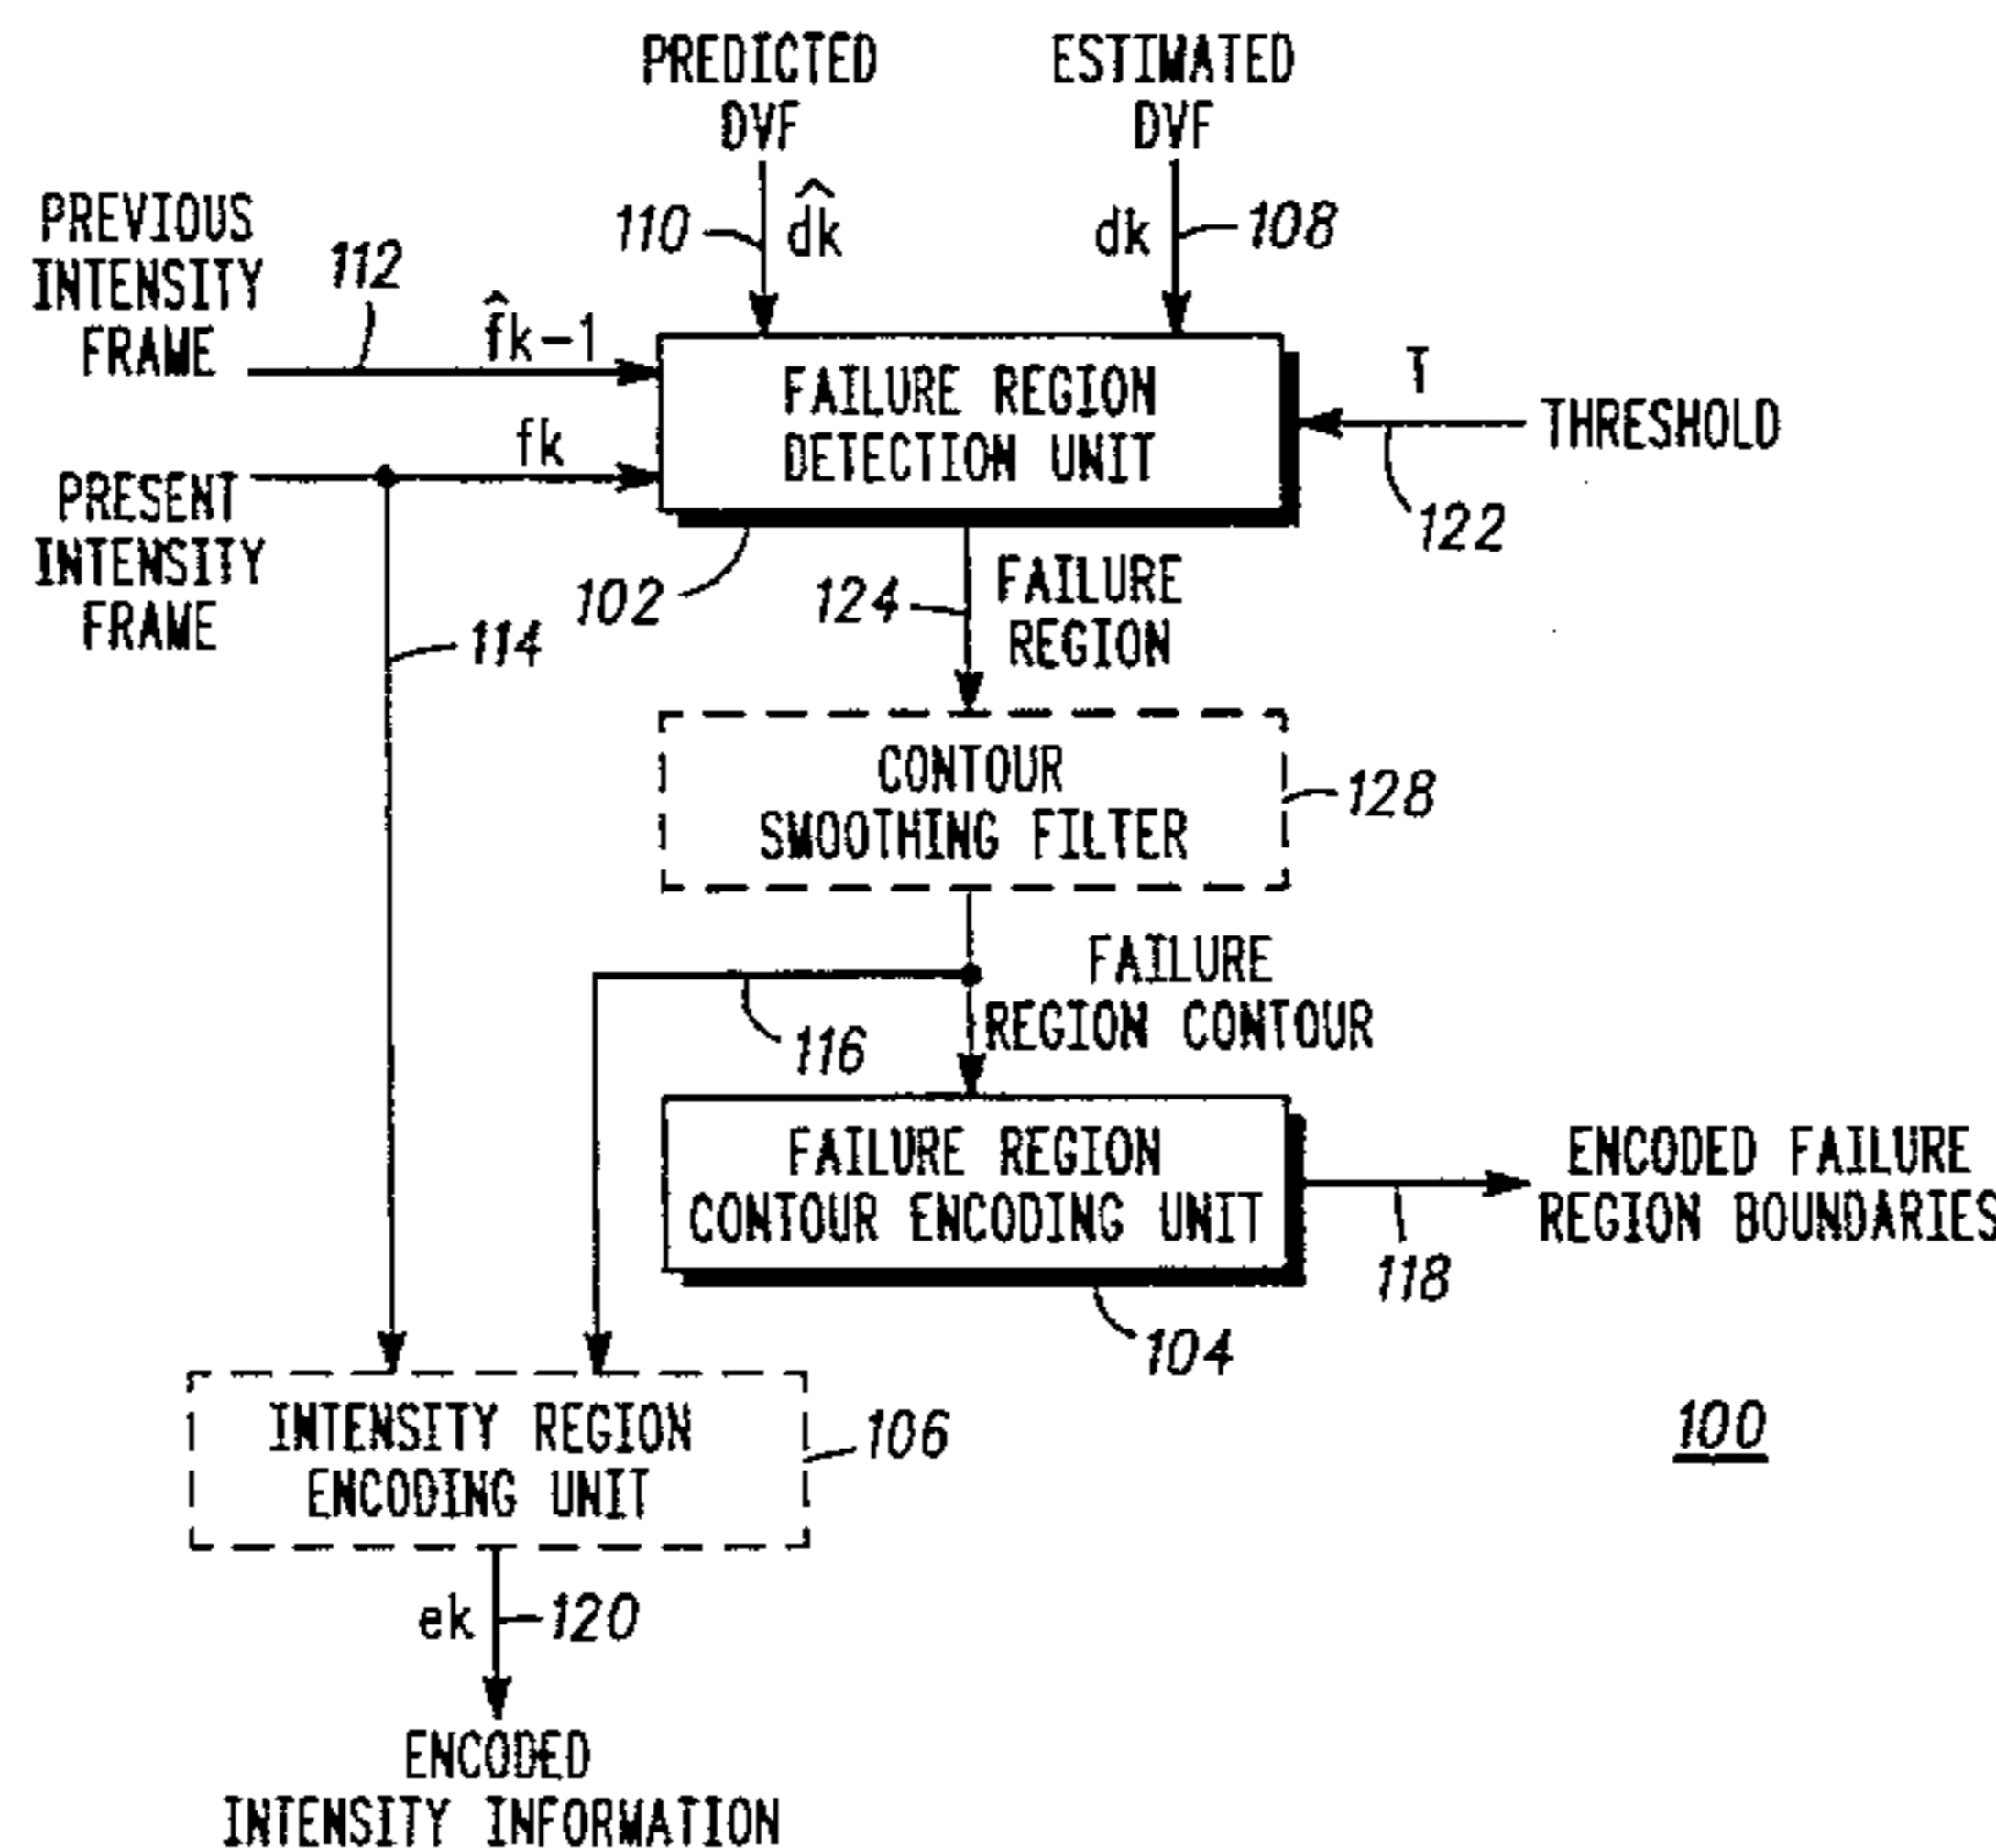 PREDICTED
DVF
ESTIMATED
DVF
110
d̂k
dk
108
PREVIOUS
INTENSITY
FRAME
112
f̂k-1
PRESENT
INTENSITY
FRAME
fk
114
FAILURE REGION
DETECTION UNIT
102
T
THRESHOLD
122
124
FAILURE
REGION
CONTOUR
SMOOTHING FILTER
128
FAILURE
REGION CONTOUR
116
FAILURE REGION
CONTOUR ENCODING UNIT
104
ENCODED FAILURE
REGION BOUNDARIES
118
INTENSITY REGION
ENCODING UNIT
106
100
ek
120
ENCODED
INTENSITY INFORMATION